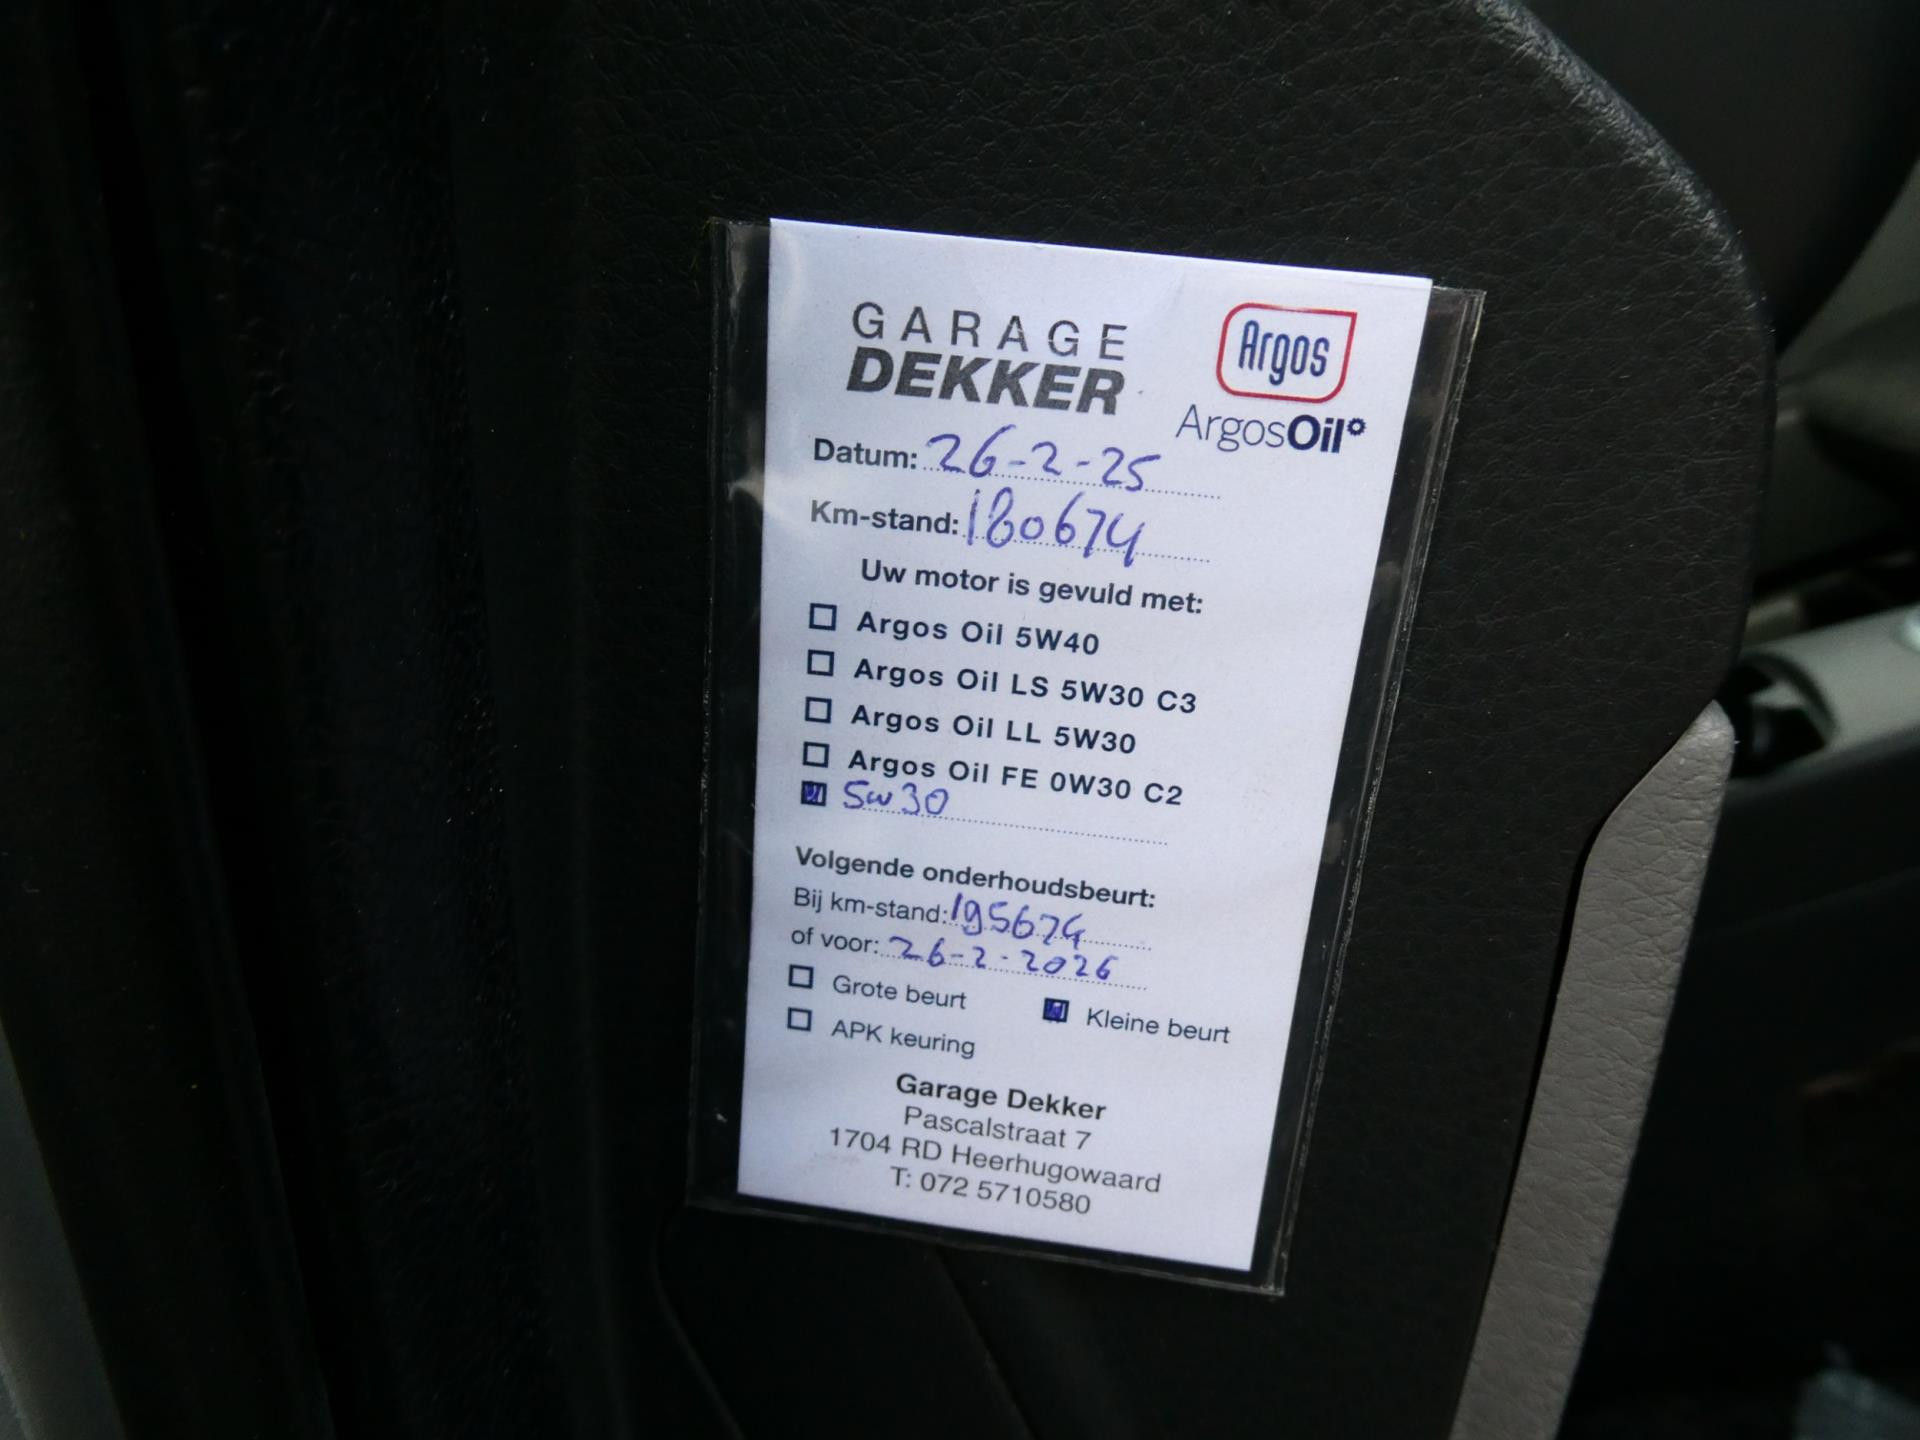 GARAGE
DEKKER
Argos
ArgosOil
Datum: 26-2-25
Km-stand: 180674
Uw motor is gevuld met:
☐ Argos Oil 5W40
☐ Argos Oil LS 5W30 C3
☐ Argos Oil LL 5W30
☐ Argos Oil FE 0W30 C2
☒ 5w30
Volgende onderhoudsbeurt:
Bij km-stand: 195674
of voor: 26-2-2026
☐ Grote beurt ☒ Kleine beurt
☐ APK keuring
Garage Dekker
Pascalstraat 7
1704 RD Heerhugowaard
T: 072 5710580